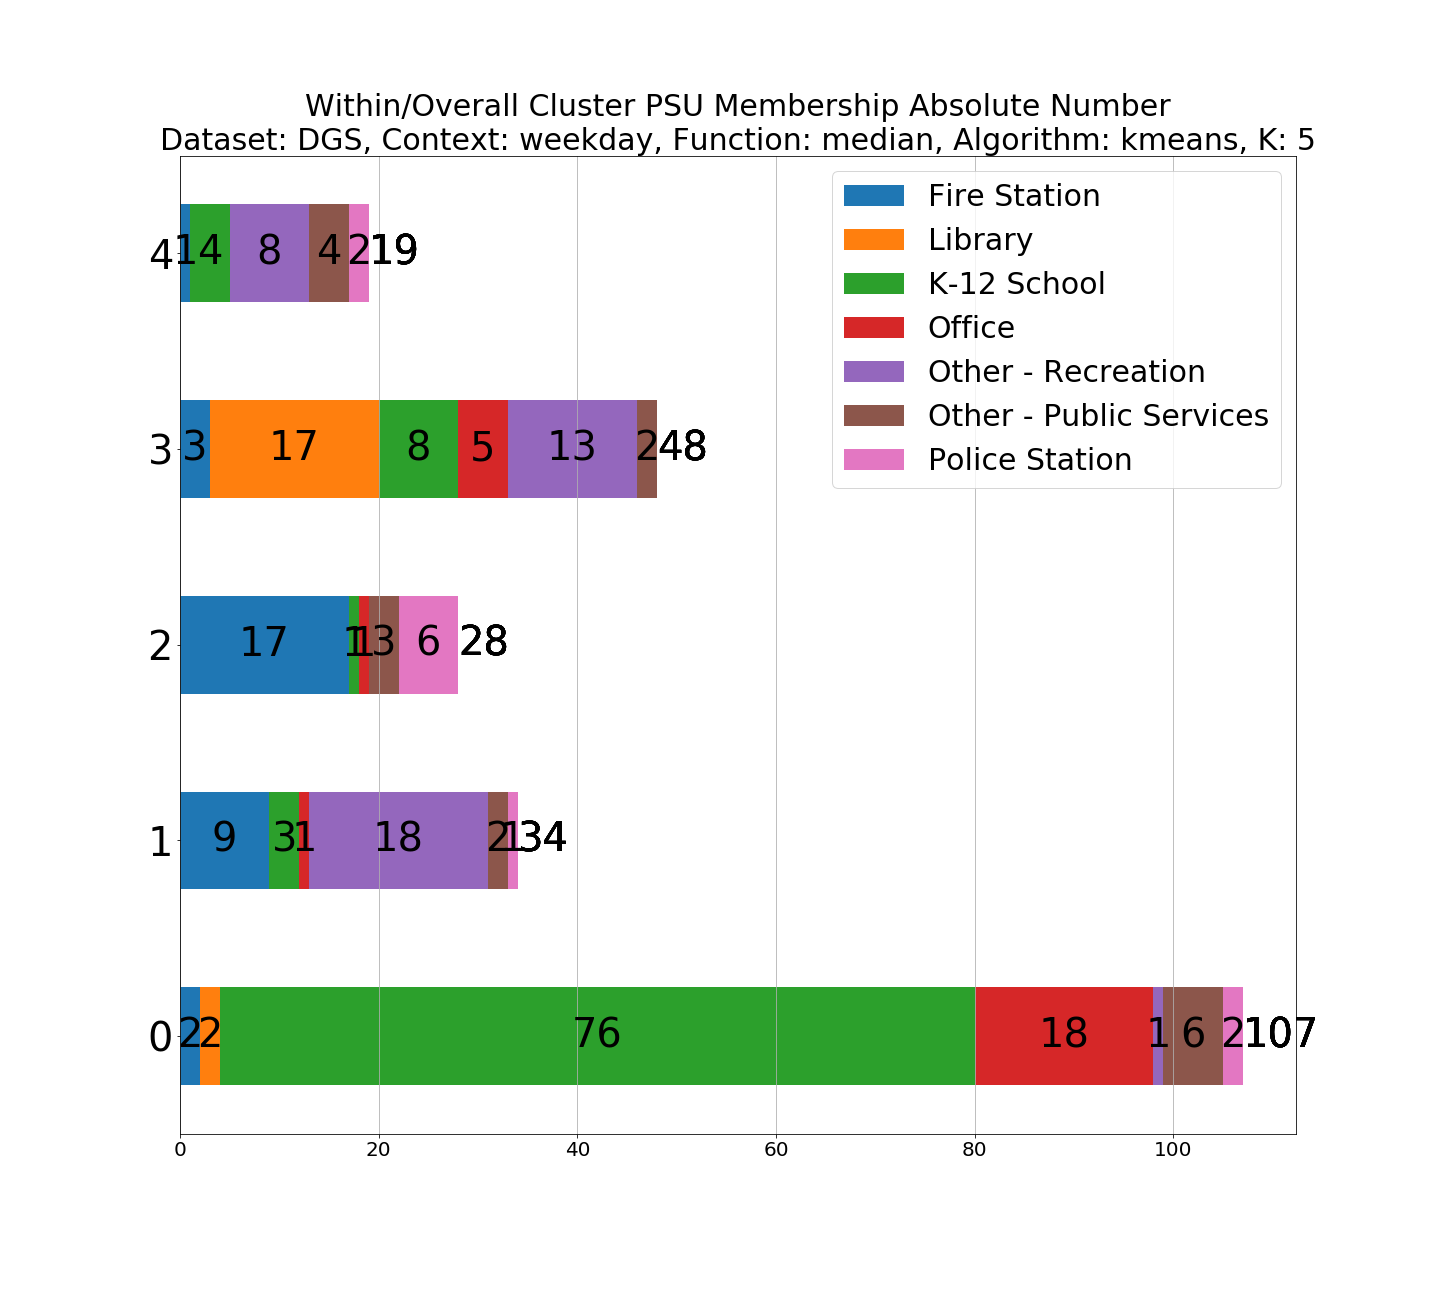 Within/Overall Cluster PSU Membership Absolute Number
Dataset: DGS, Context: weekday, Function: median, Algorithm: kmeans, K: 5
Fire Station
Library
K-12 School
Office
Other - Recreation
Other - Public Services
Police Station
4 1 4 8 4 2 19
3 3 17 8 5 13 2 48
2 17 1 1 3 6 28
1 9 3 1 18 2 1 34
0 2 2 76 18 1 6 2 107
0 20 40 60 80 100